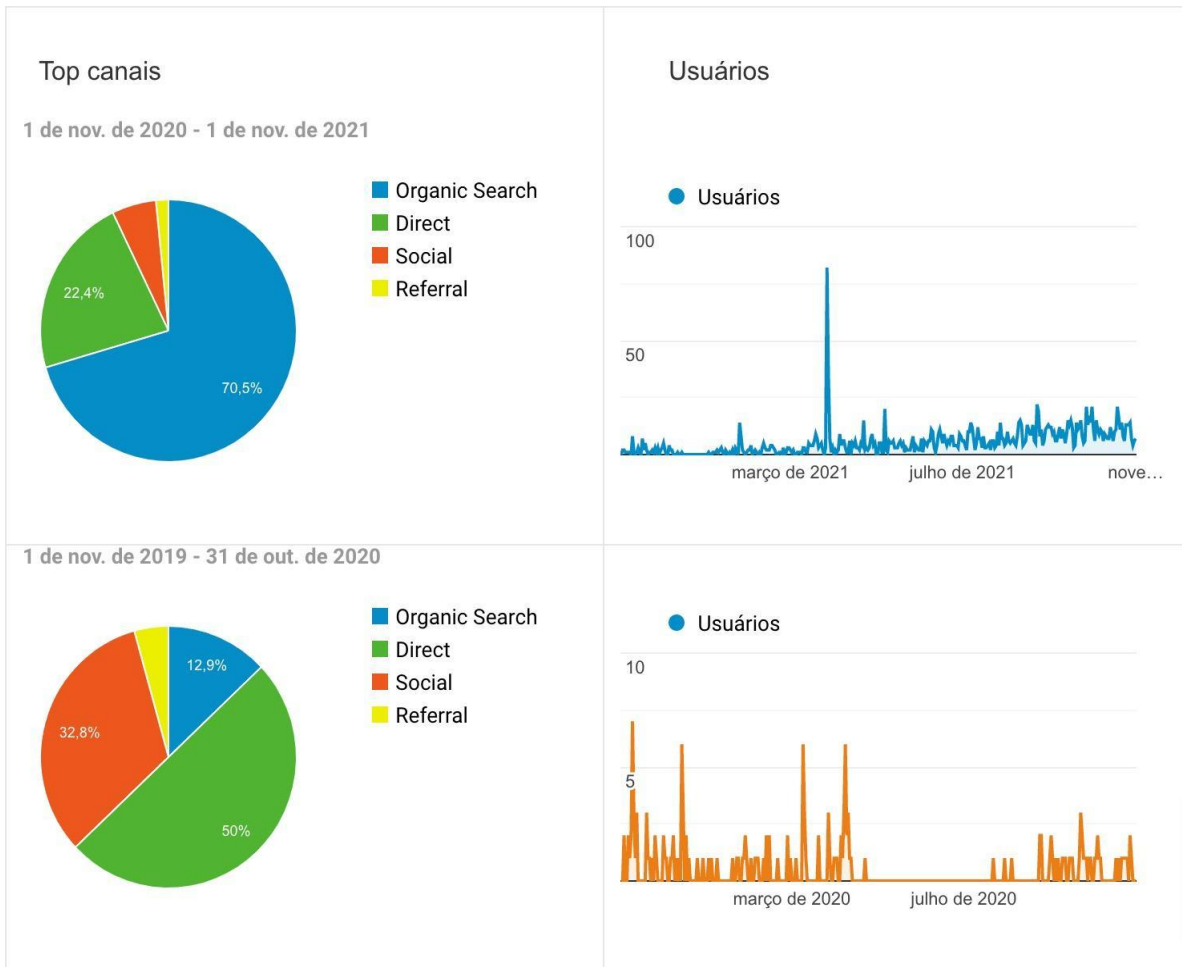 Top canais
1 de nov. de 2020 - 1 de nov. de 2021
Organic Search
Direct
Social
Referral
22,4%
70,5%
Usuários
Usuários
100
50
março de 2021
julho de 2021
nove…
1 de nov. de 2019 - 31 de out. de 2020
Organic Search
Direct
Social
Referral
12,9%
32,8%
50%
Usuários
10
5
março de 2020
julho de 2020